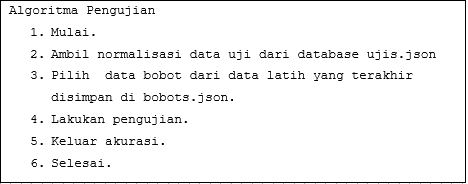 Algoritma Pengujian
1. Mulai.
2. Ambil normalisasi data uji dari database ujis.json
3. Pilih data bobot dari data latih yang terakhir
disimpan di bobots.json.
4. Lakukan pengujian.
5. Keluar akurasi.
6. Selesai.